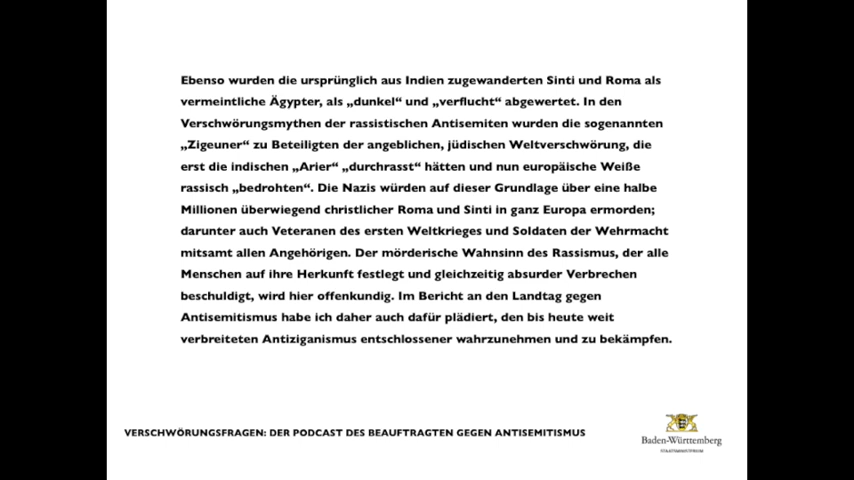 Ebenso wurden die ursprünglich aus Indien zugewanderten Sinti und Roma als
vermeintliche Ägypter, als „dunkel“ und „verflucht“ abgewertet. In den
Verschwörungsmythen der rassistischen Antisemiten wurden die sogenannten
„Zigeuner“ zu Beteiligten der angeblichen, jüdischen Weltverschwörung, die
erst die indischen „Arier“ „durchrasst“ hätten und nun europäische Weiße
rassisch „bedrohten“. Die Nazis würden auf dieser Grundlage über eine halbe
Millionen überwiegend christlicher Roma und Sinti in ganz Europa ermorden;
darunter auch Veteranen des ersten Weltkrieges und Soldaten der Wehrmacht
mitsamt allen Angehörigen. Der mörderische Wahnsinn des Rassismus, der alle
Menschen auf ihre Herkunft festlegt und gleichzeitig absurder Verbrechen
beschuldigt, wird hier offenkundig. Im Bericht an den Landtag gegen
Antisemitismus habe ich daher auch dafür plädiert, den bis heute weit
verbreiteten Antiziganismus entschlossener wahrzunehmen und zu bekämpfen.
VERSCHWÖRUNGSFRAGEN: DER PODCAST DES BEAUFTRAGTEN GEGEN ANTISEMITISMUS
Baden-Württemberg
STAATSMINISTERIUM